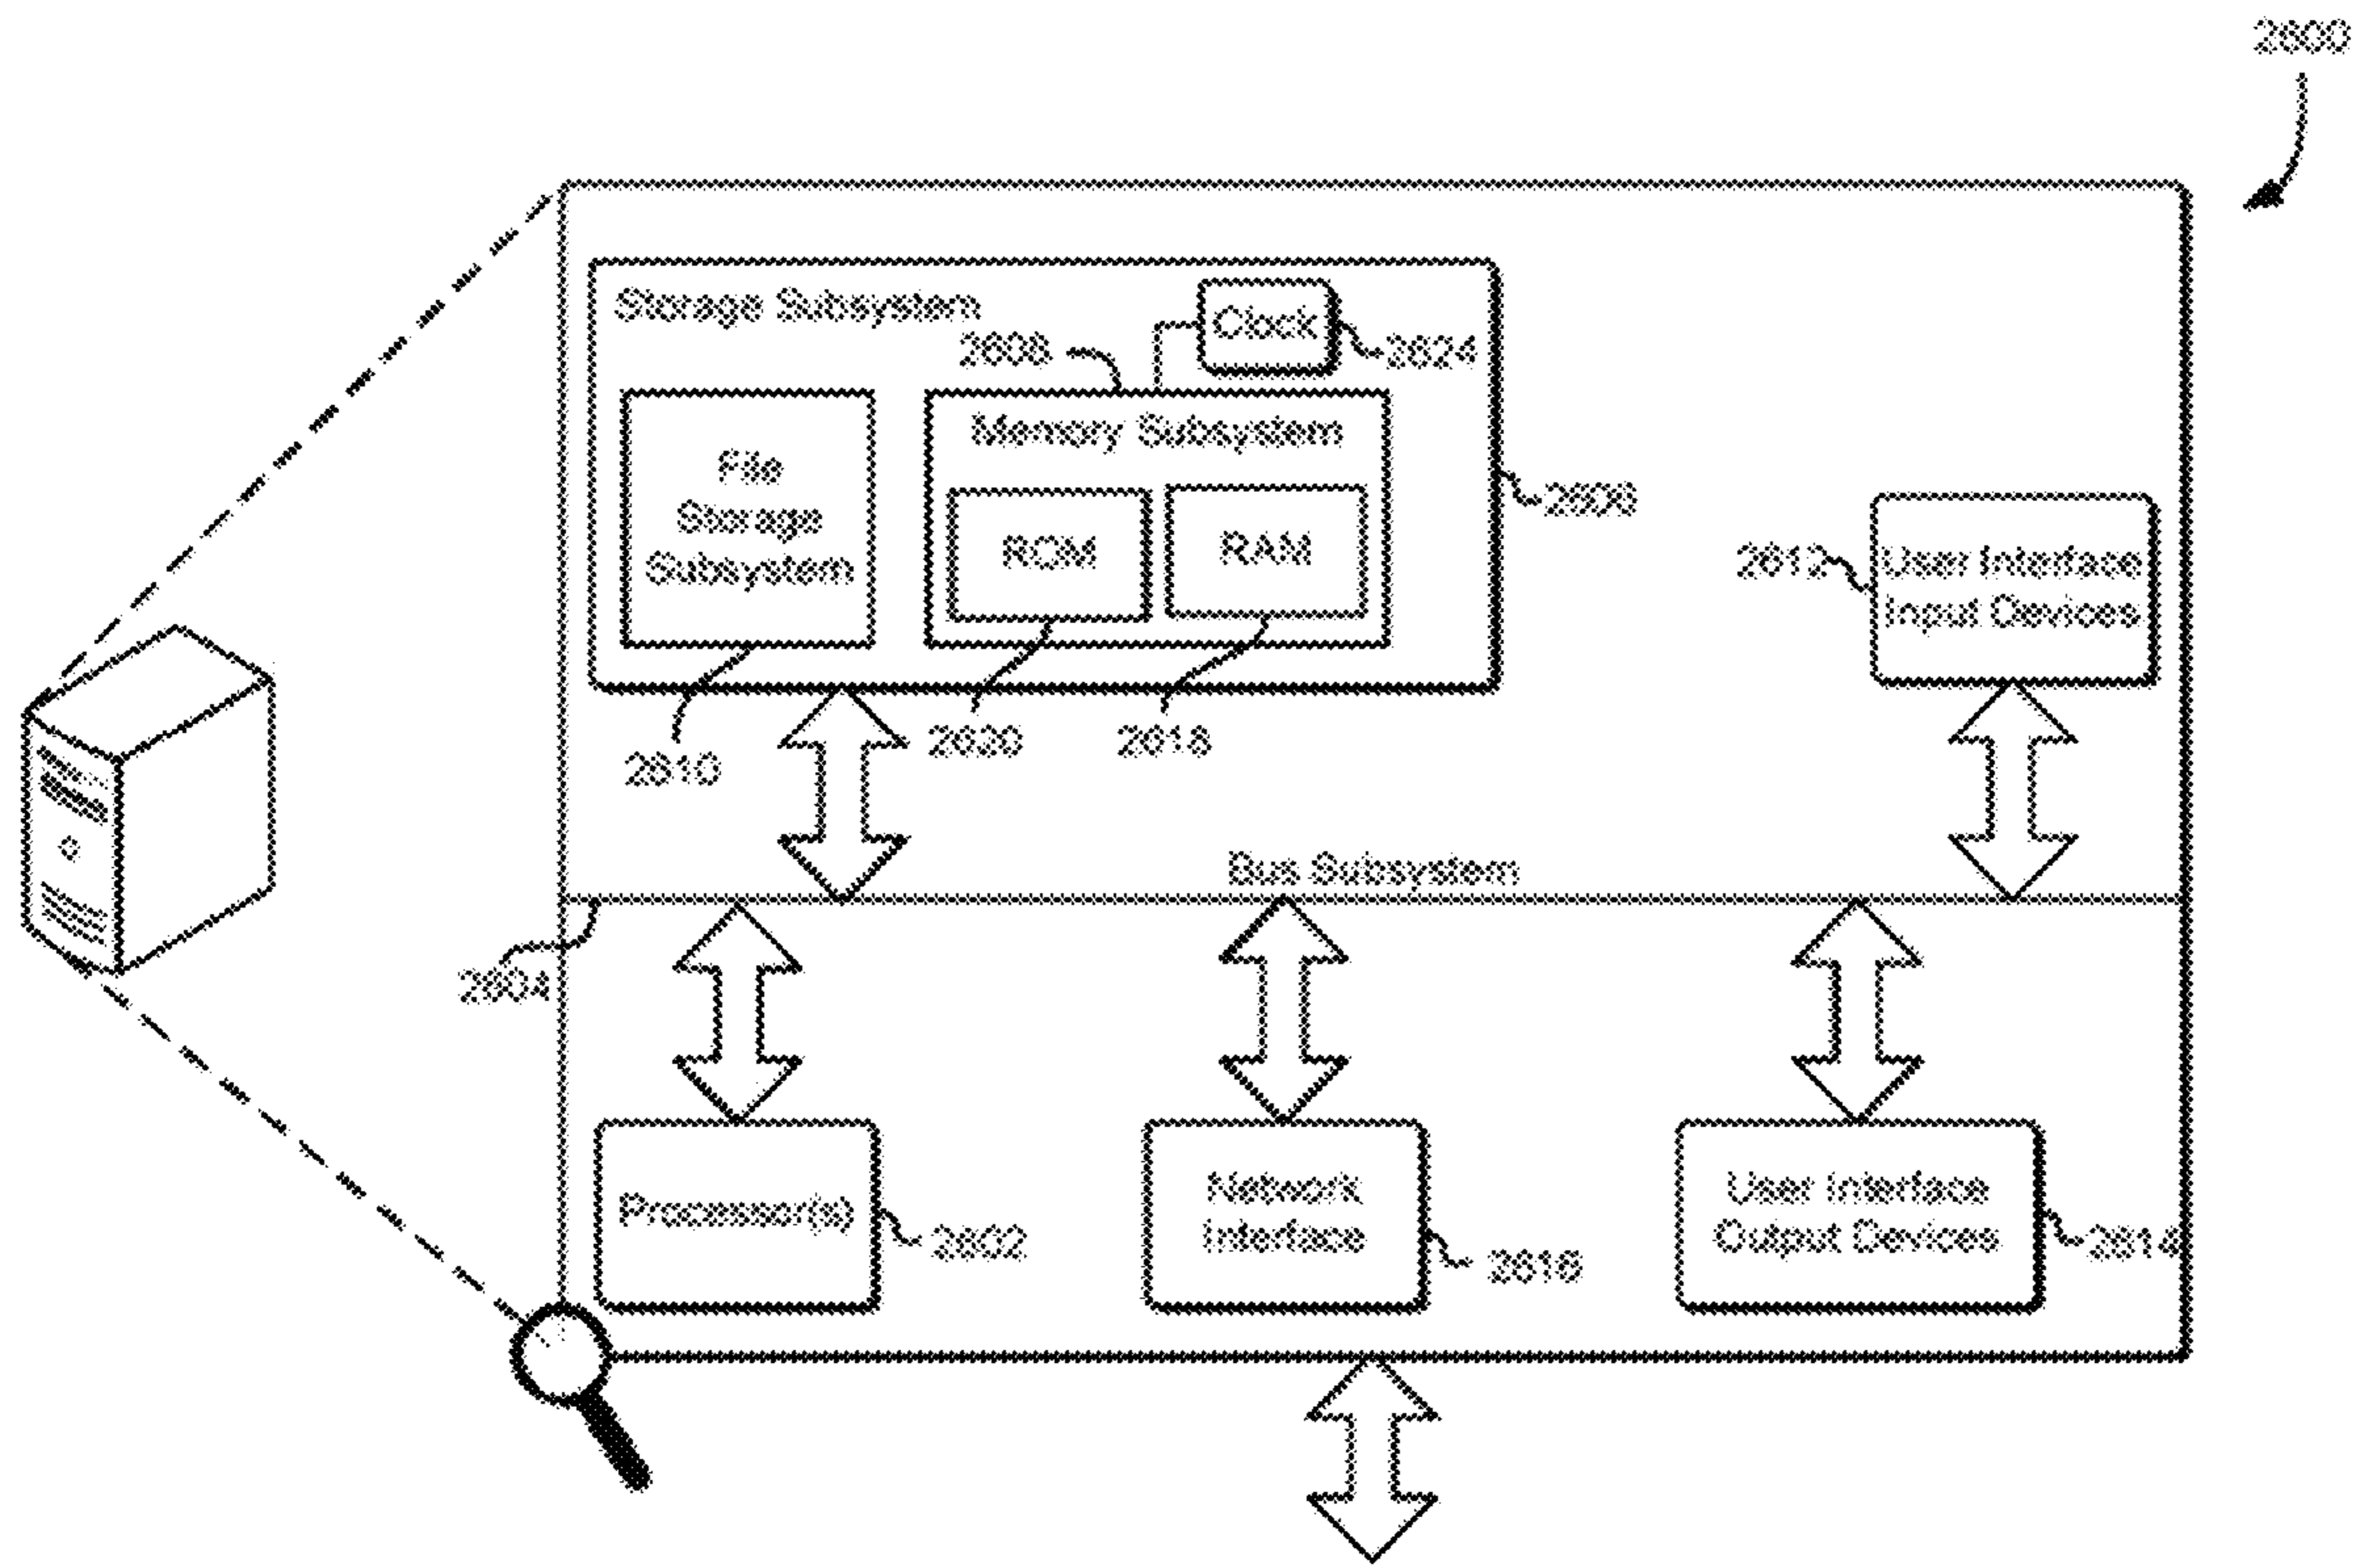 2600
Storage Subsystem
Clock
2608
2624
Memory Subsystem
File
Storage
Subsystem
ROM
RAM
2606
2612
User Interface
Input Devices
2610
2620
2618
Bus Subsystem
2604
Processor(s)
2602
Network
Interface
2616
User Interface
Output Devices
2614